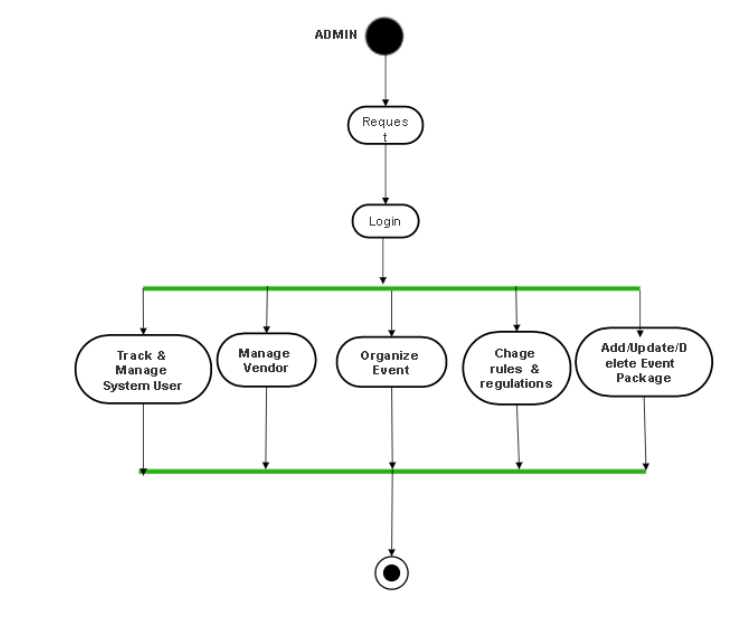 ADMIN
Reques
t
Login
Track &
Manage
System User
Manage
Vendor
Organize
Event
Chage
rules &
regulations
Add/Update/D
elete Event
Package